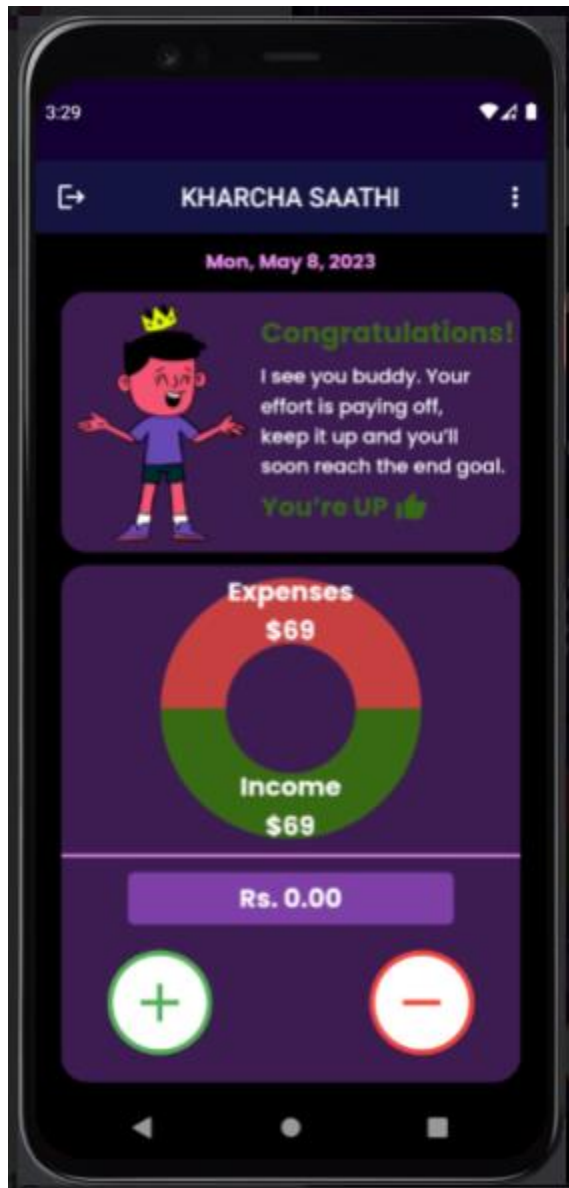 3:29
KHARCHA SAATHI
Mon, May 8, 2023
Congratulations!
I see you buddy. Your
effort is paying off,
keep it up and you'll
soon reach the end goal.
You're UP
Expenses
$69
Income
$69
Rs. 0.00